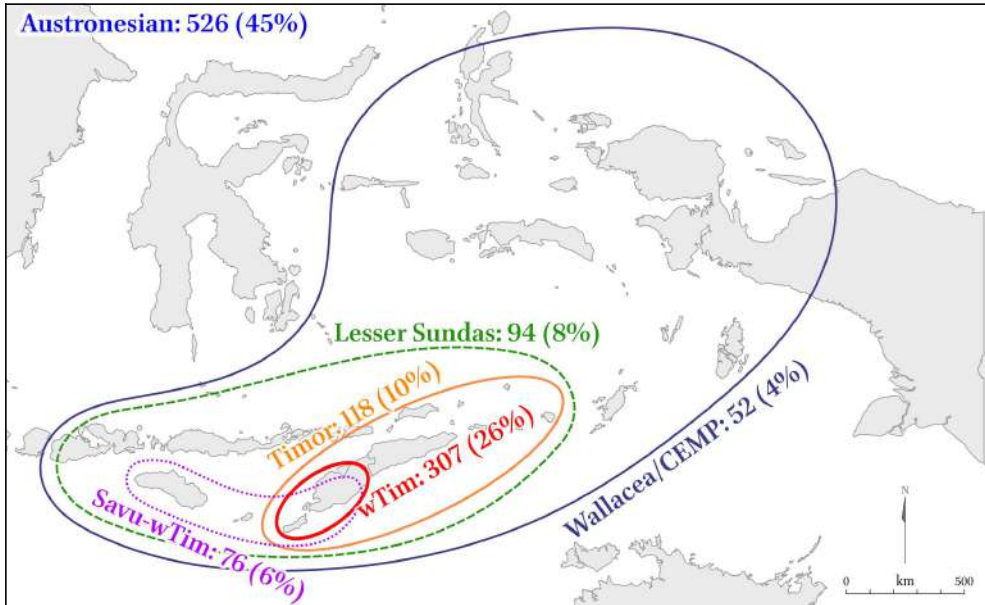 Austronesian: 526 (45%)
Lesser Sundas: 94 (8%)
Timor: 118 (10%)
wTim: 307 (26%)
Wallacea/CEMP: 52 (4%)
Savu-wTim: 76 (6%)
N
0 km 500